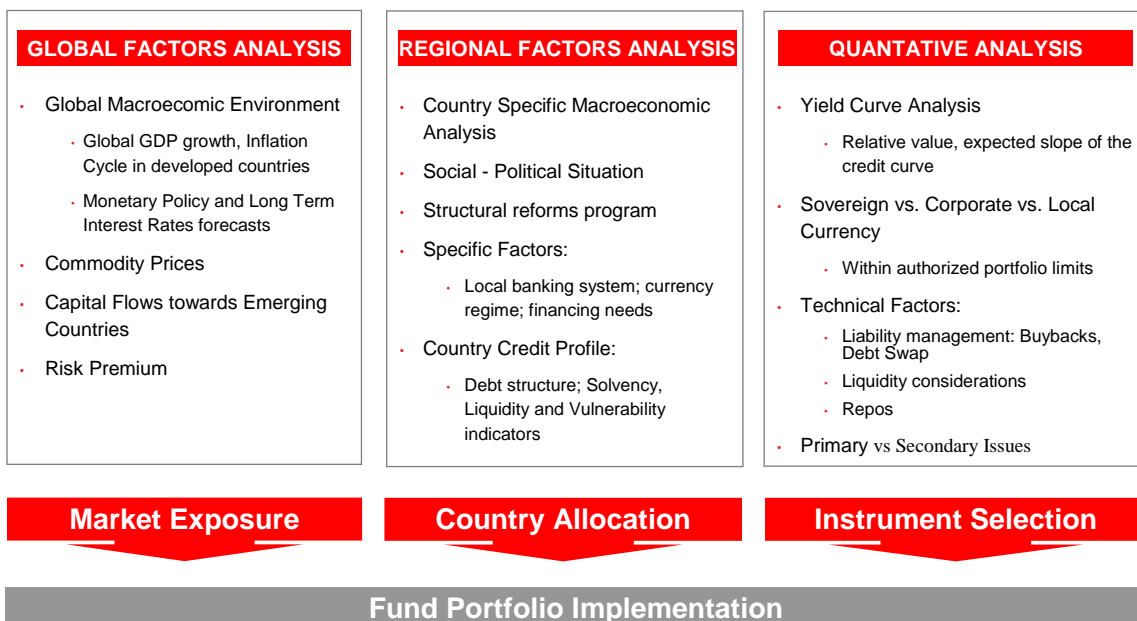 GLOBAL FACTORS ANALYSIS
• Global Macroecomic Environment
• Global GDP growth, Inflation
Cycle in developed countries
• Monetary Policy and Long Term
Interest Rates forecasts
• Commodity Prices
• Capital Flows towards Emerging
Countries
• Risk Premium
REGIONAL FACTORS ANALYSIS
• Country Specific Macroeconomic
Analysis
• Social - Political Situation
• Structural reforms program
• Specific Factors:
• Local banking system; currency
regime; financing needs
• Country Credit Profile:
• Debt structure; Solvency,
Liquidity and Vulnerability
indicators
QUANTATIVE ANALYSIS
• Yield Curve Analysis
• Relative value, expected slope of the
credit curve
• Sovereign vs. Corporate vs. Local
Currency
• Within authorized portfolio limits
• Technical Factors:
• Liability management: Buybacks,
Debt Swap
• Liquidity considerations
• Repos
• Primary vs Secondary Issues
Market Exposure
Country Allocation
Instrument Selection
Fund Portfolio Implementation